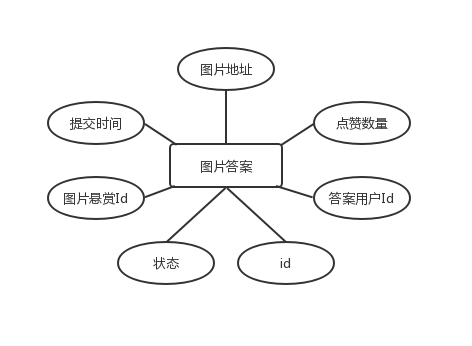 图片地址
提交时间
点赞数量
图片答案
图片悬赏Id
答案用户Id
状态
id